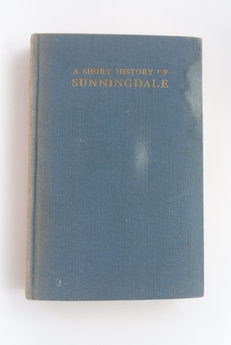 A SHORT HISTORY OF
SUNNINGDALE